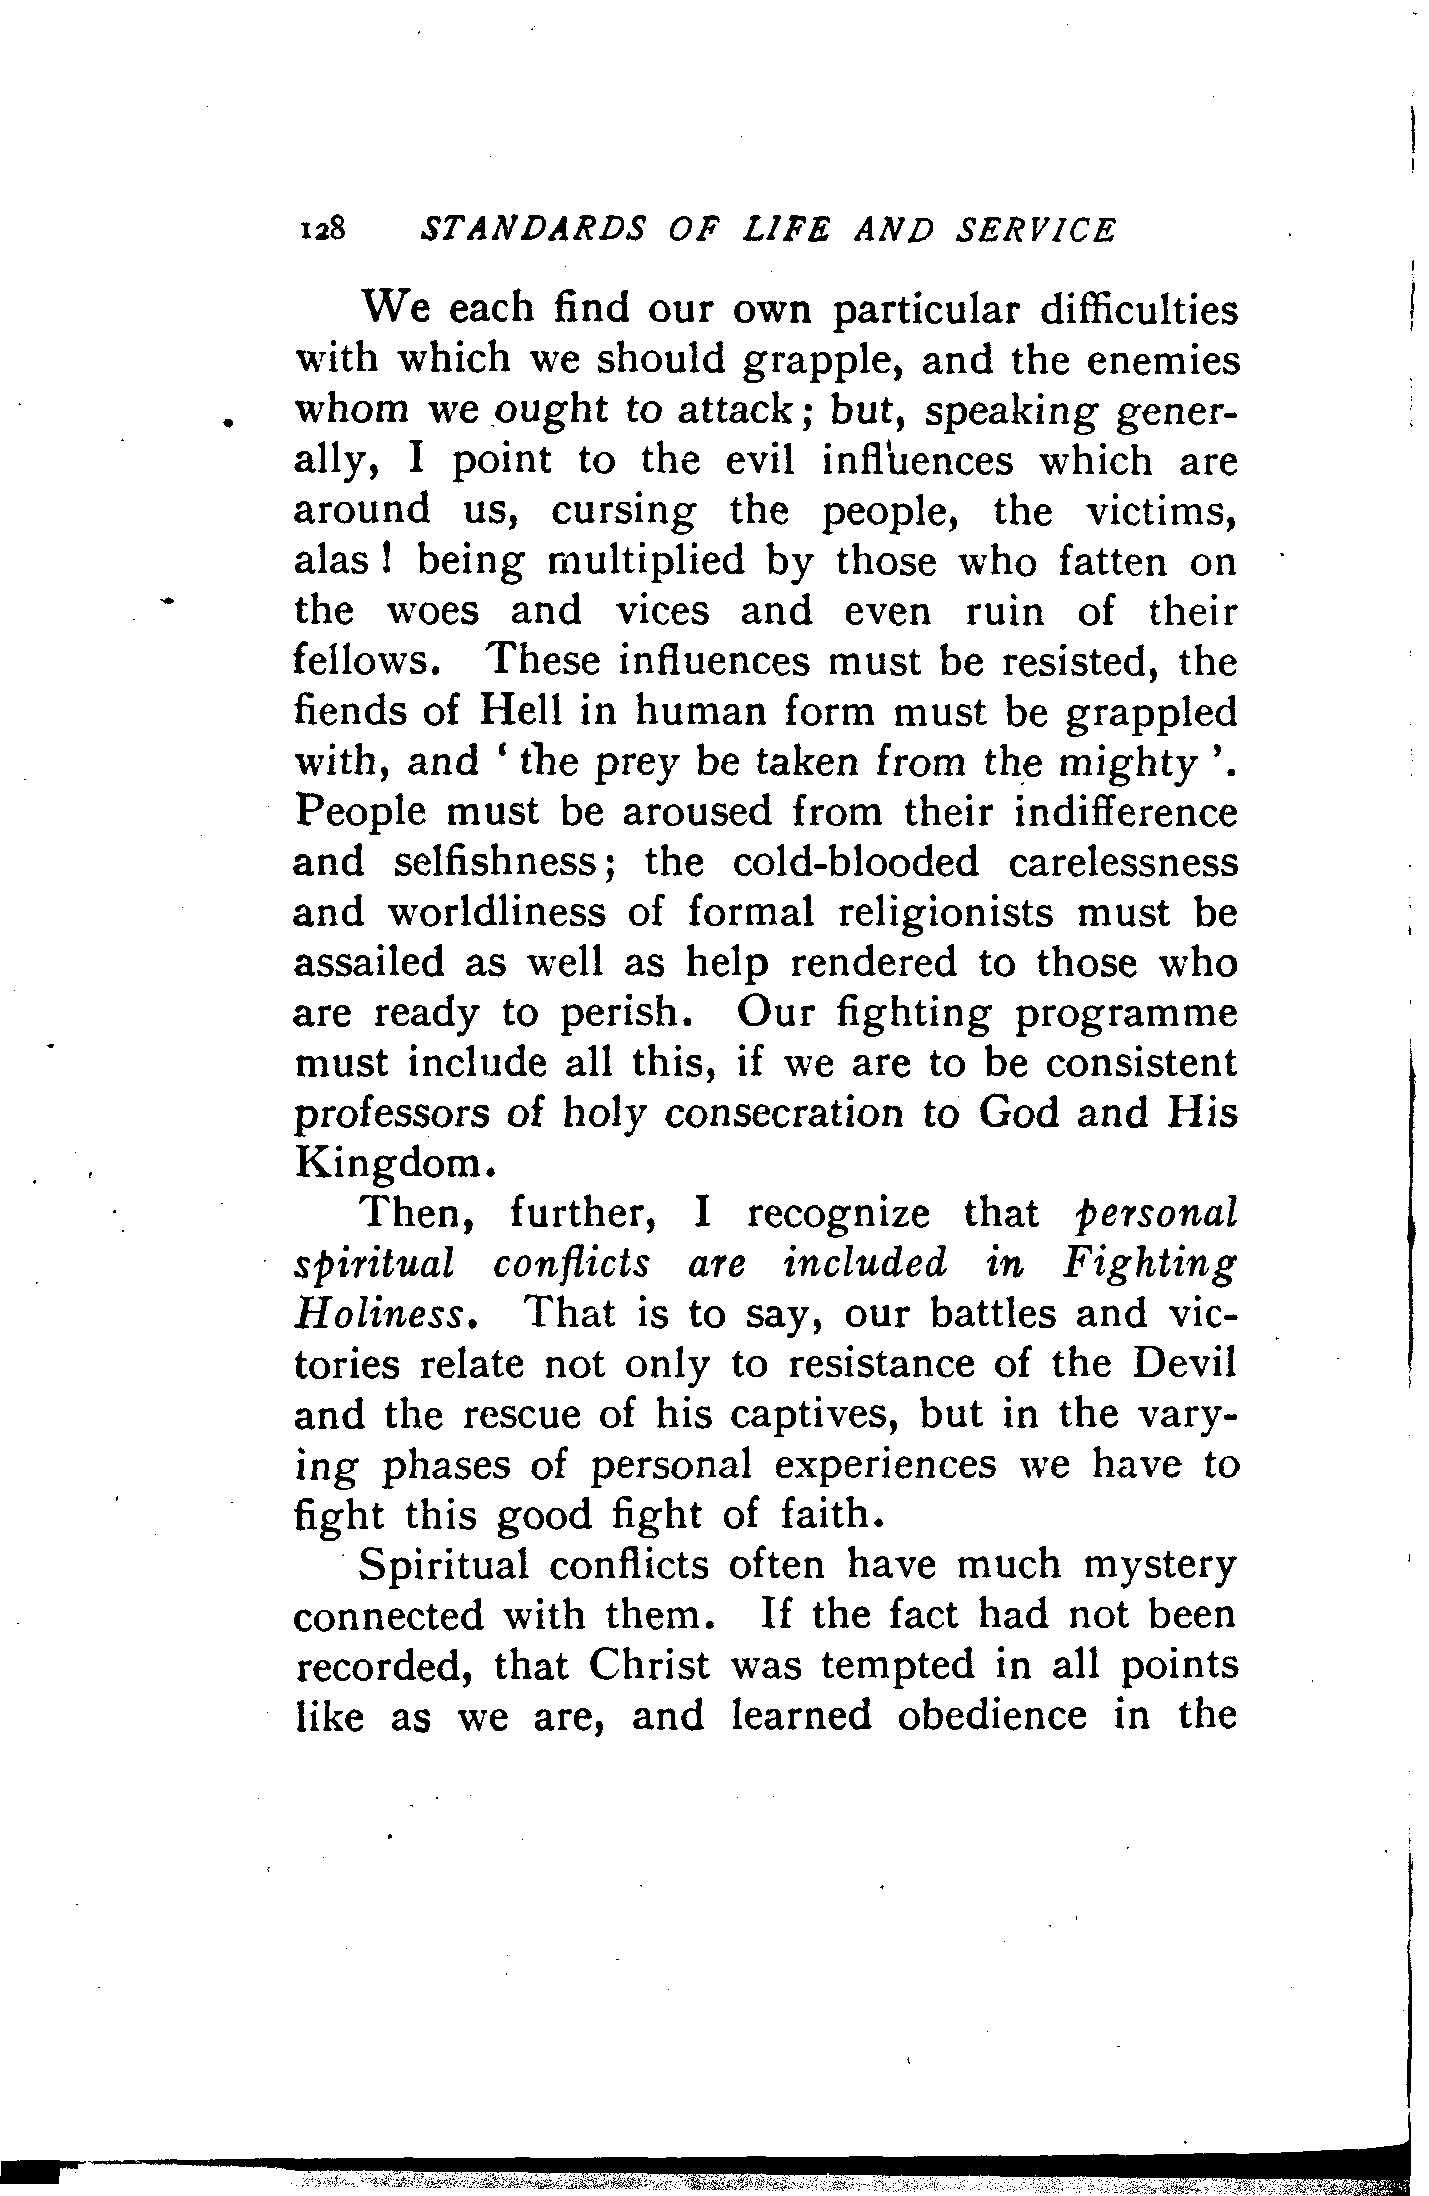 128 STANDARDS OF LIFE AND SERVICE
We each find our own particular difficulties
with which we should grapple, and the enemies
whom we ought to attack; but, speaking gener-
ally, I point to the evil influences which are
around us, cursing the people, the victims,
alas! being multiplied by those who fatten on
the woes and vices and even ruin of their
fellows. These influences must be resisted, the
fiends of Hell in human form must be grappled
with, and ‘ the prey be taken from the mighty ’.
People must be aroused from their indifference
and selfishness; the cold-blooded carelessness
and worldliness of formal religionists must be
assailed as well as help rendered to those who
are ready to perish. Our fighting programme
must include all this, if we are to be consistent
professors of holy consecration to God and His
Kingdom.
Then, further, I recognize that personal
spiritual conflicts are included in Fighting
Holiness. That is to say, our battles and vic-
tories relate not only to resistance of the Devil
and the rescue of his captives, but in the vary-
ing phases of personal experiences we have to
fight this good fight of faith.
Spiritual conflicts often have much mystery
connected with them. If the fact had not been
recorded, that Christ was tempted in all points
like as we are, and learned obedience in the